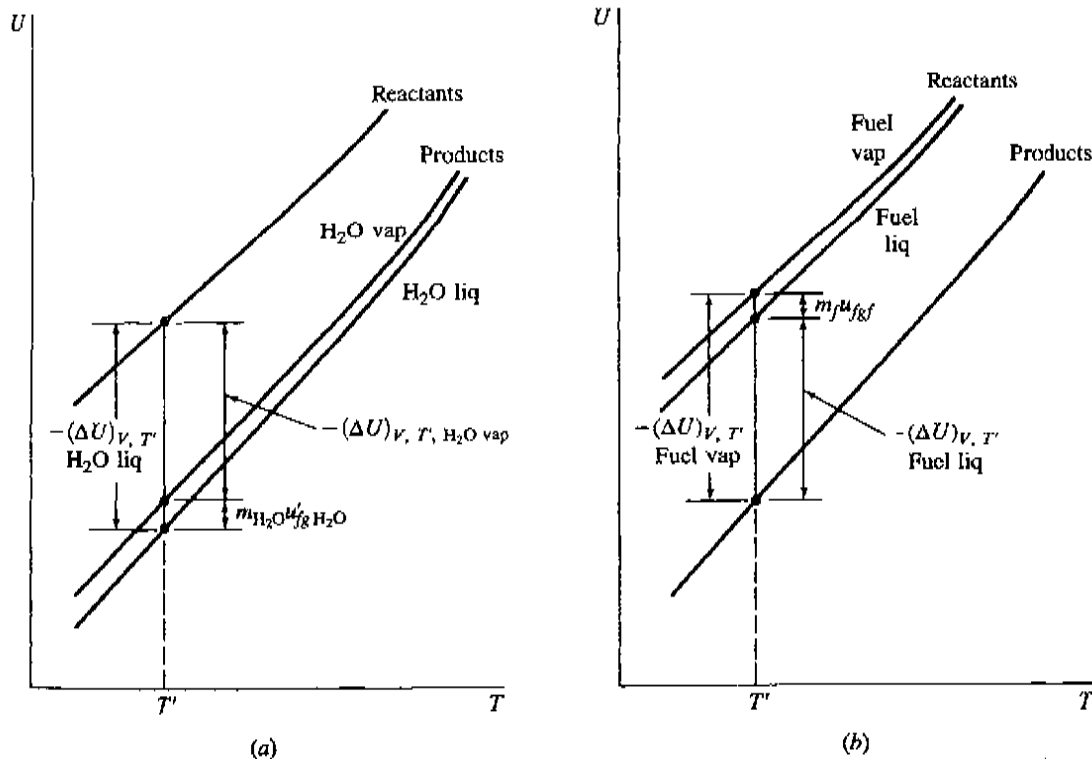 U
Reactants
Products
H₂O vap
H₂O liq
−(ΔU)V, T′
H₂O liq
−(ΔU)V, T′, H₂O vap
mH₂Ou′fg H₂O
T′
T
(a)
U
Reactants
Fuel
vap
Products
Fuel
liq
mfufgf
−(ΔU)V, T′
Fuel vap
−(ΔU)V, T′
Fuel liq
T′
T
(b)